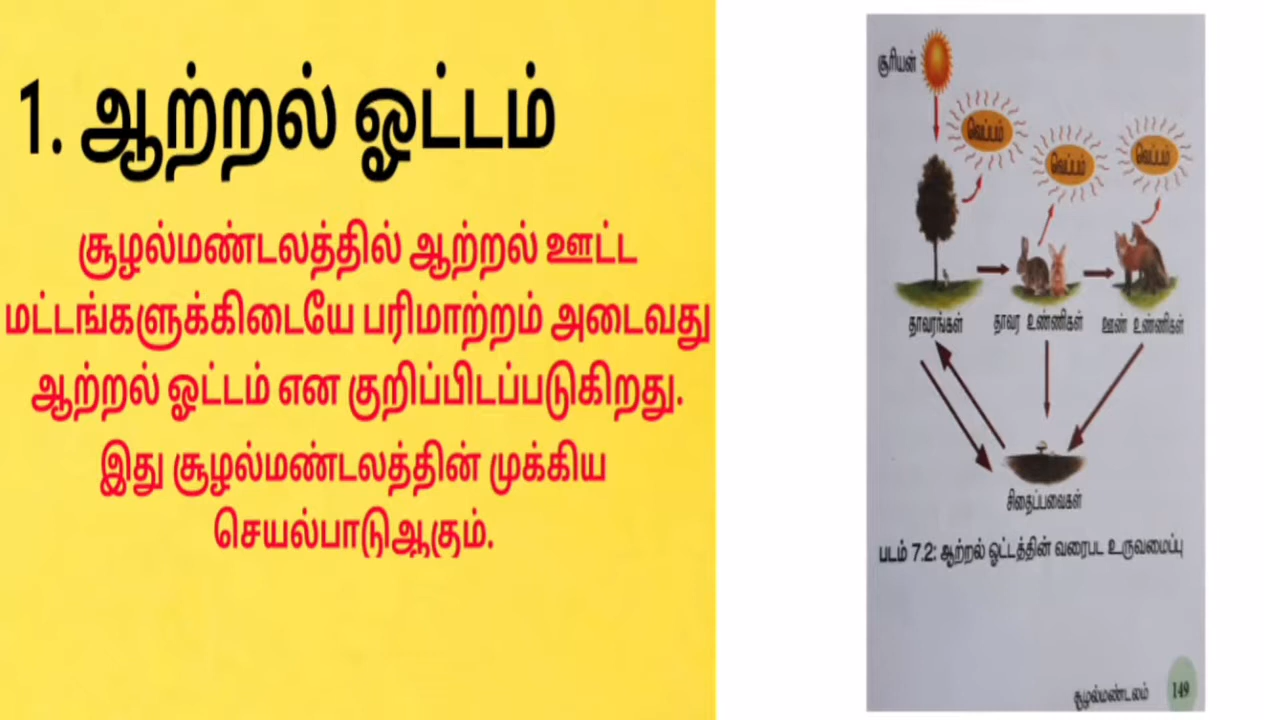 1. ஆற்றல் ஓட்டம்
சூழல்மண்டலத்தில் ஆற்றல் ஊட்ட
மட்டங்களுக்கிடையே பரிமாற்றம் அடைவது
ஆற்றல் ஓட்டம் என குறிப்பிடப்படுகிறது.
இது சூழல்மண்டலத்தின் முக்கிய
செயல்பாடுஆகும்.
சூரியன்
வெப்பம்
வெப்பம்
வெப்பம்
தாவரங்கள்
தாவர உண்ணிகள்
ஊண் உண்ணிகள்
சிதைப்பவைகள்
படம் 7.2: ஆற்றல் ஓட்டத்தின் வரைபட உருவமைப்பு
சூழல்மண்டலம்
149